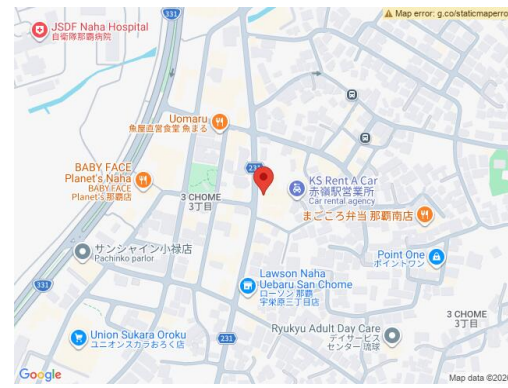 331
Map error: g.co/staticmaperro
JSDF Naha Hospital
自衛隊那覇病院
Uomaru
魚屋直営食堂 魚まる
BABY FACE
Planet's Naha
BABY FACE
Planet's 那覇店
231
KS Rent A Car
赤嶺駅営業所
Car rental agency
3 CHOME
3丁目
まごころ弁当 那覇南店
サンシャイン小禄店
Pachinko parlor
Point One
ポイントワン
331
Lawson Naha
Uebaru San Chome
ローソン 那覇
宇栄原三丁目店
3 CHOME
3丁目
Union Sukara Oroku
ユニオンスカラおろく店
231
Ryukyu Adult Day Care
デイサービス
センター 琉球
Google
Map data ©2026